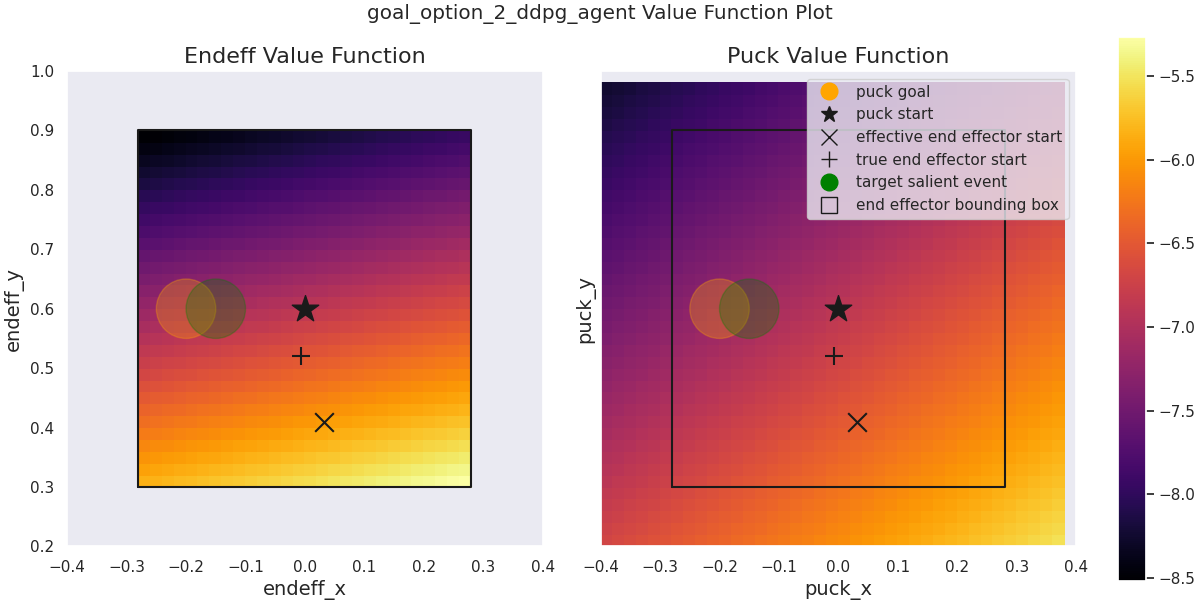 goal_option_2_ddpg_agent Value Function Plot
Endeff Value Function
1.0
0.9
0.8
0.7
0.6
0.5
0.4
0.3
0.2
endeff_y
−0.4 −0.3 −0.2 −0.1 0.0 0.1 0.2 0.3 0.4
endeff_x
Puck Value Function
puck goal
puck start
effective end effector start
true end effector start
target salient event
end effector bounding box
puck_y
−0.4 −0.3 −0.2 −0.1 0.0 0.1 0.2 0.3 0.4
puck_x
−5.5
−6.0
−6.5
−7.0
−7.5
−8.0
−8.5